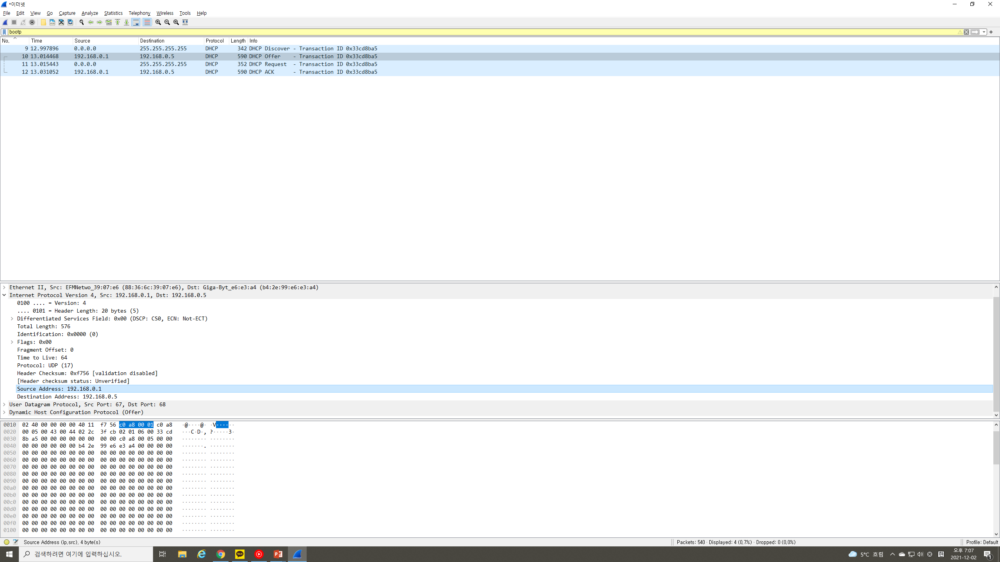 *이더넷
File Edit View Go Capture Analyze Statistics Telephony Wireless Tools Help
bootp
No. Time Source Destination Protocol Length Info
9 12.997896 0.0.0.0 255.255.255.255 DHCP 342 DHCP Discover - Transaction ID 0x33cd8ba5
10 13.014468 192.168.0.1 192.168.0.5 DHCP 590 DHCP Offer - Transaction ID 0x33cd8ba5
11 13.015443 0.0.0.0 255.255.255.255 DHCP 352 DHCP Request - Transaction ID 0x33cd8ba5
12 13.031052 192.168.0.1 192.168.0.5 DHCP 590 DHCP ACK - Transaction ID 0x33cd8ba5
Ethernet II, Src: EFMNetwo_39:07:e6 (88:36:6c:39:07:e6), Dst: Giga-Byt_e6:e3:a4 (b4:2e:99:e6:e3:a4)
Internet Protocol Version 4, Src: 192.168.0.1, Dst: 192.168.0.5
0100 .... = Version: 4
.... 0101 = Header Length: 20 bytes (5)
Differentiated Services Field: 0x00 (DSCP: CS0, ECN: Not-ECT)
Total Length: 576
Identification: 0x0000 (0)
Flags: 0x00
Fragment Offset: 0
Time to Live: 64
Protocol: UDP (17)
Header Checksum: 0xf756 [validation disabled]
[Header checksum status: Unverified]
Source Address: 192.168.0.1
Destination Address: 192.168.0.5
User Datagram Protocol, Src Port: 67, Dst Port: 68
Dynamic Host Configuration Protocol (Offer)
0010 02 40 00 00 00 00 40 11 f7 56 c0 a8 00 01 c0 a8 ·@····@· ·V······
0020 00 05 00 43 00 44 02 2c 3f cb 02 01 06 00 33 cd ···C·D·, ?·····3·
0030 8b a5 00 00 00 00 00 00 00 00 c0 a8 00 05 00 00 ········ ········
0040 00 00 00 00 00 00 b4 2e 99 e6 e3 a4 00 00 00 00 ·······. ········
0050 00 00 00 00 00 00 00 00 00 00 00 00 00 00 00 00 ········ ········
0060 00 00 00 00 00 00 00 00 00 00 00 00 00 00 00 00 ········ ········
0070 00 00 00 00 00 00 00 00 00 00 00 00 00 00 00 00 ········ ········
0080 00 00 00 00 00 00 00 00 00 00 00 00 00 00 00 00 ········ ········
0090 00 00 00 00 00 00 00 00 00 00 00 00 00 00 00 00 ········ ········
00a0 00 00 00 00 00 00 00 00 00 00 00 00 00 00 00 00 ········ ········
00b0 00 00 00 00 00 00 00 00 00 00 00 00 00 00 00 00 ········ ········
00c0 00 00 00 00 00 00 00 00 00 00 00 00 00 00 00 00 ········ ········
00d0 00 00 00 00 00 00 00 00 00 00 00 00 00 00 00 00 ········ ········
00e0 00 00 00 00 00 00 00 00 00 00 00 00 00 00 00 00 ········ ········
00f0 00 00 00 00 00 00 00 00 00 00 00 00 00 00 00 00 ········ ········
0100 00 00 00 00 00 00 00 00 00 00 00 00 00 00 00 00 ········ ········
Source Address (ip.src), 4 byte(s) Packets: 540 · Displayed: 4 (0.7%) · Dropped: 0 (0.0%) Profile: Default
검색하려면 여기에 입력하십시오. TALK 5°C 흐림 한 오후 7:07 1
2021-12-02